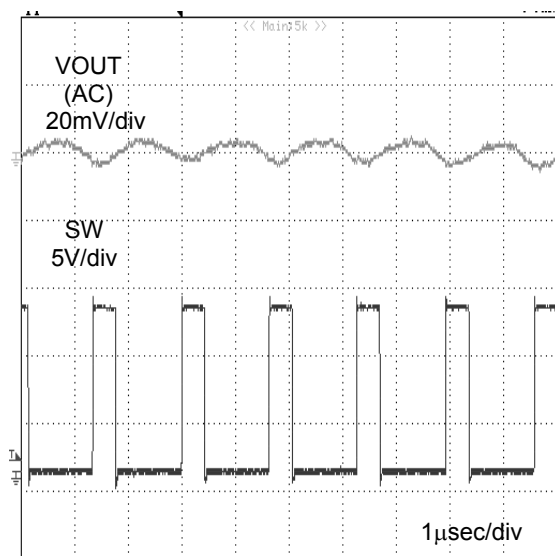 << Main:5k >>
VOUT
(AC)
20mV/div
SW
5V/div
T
1μsec/div